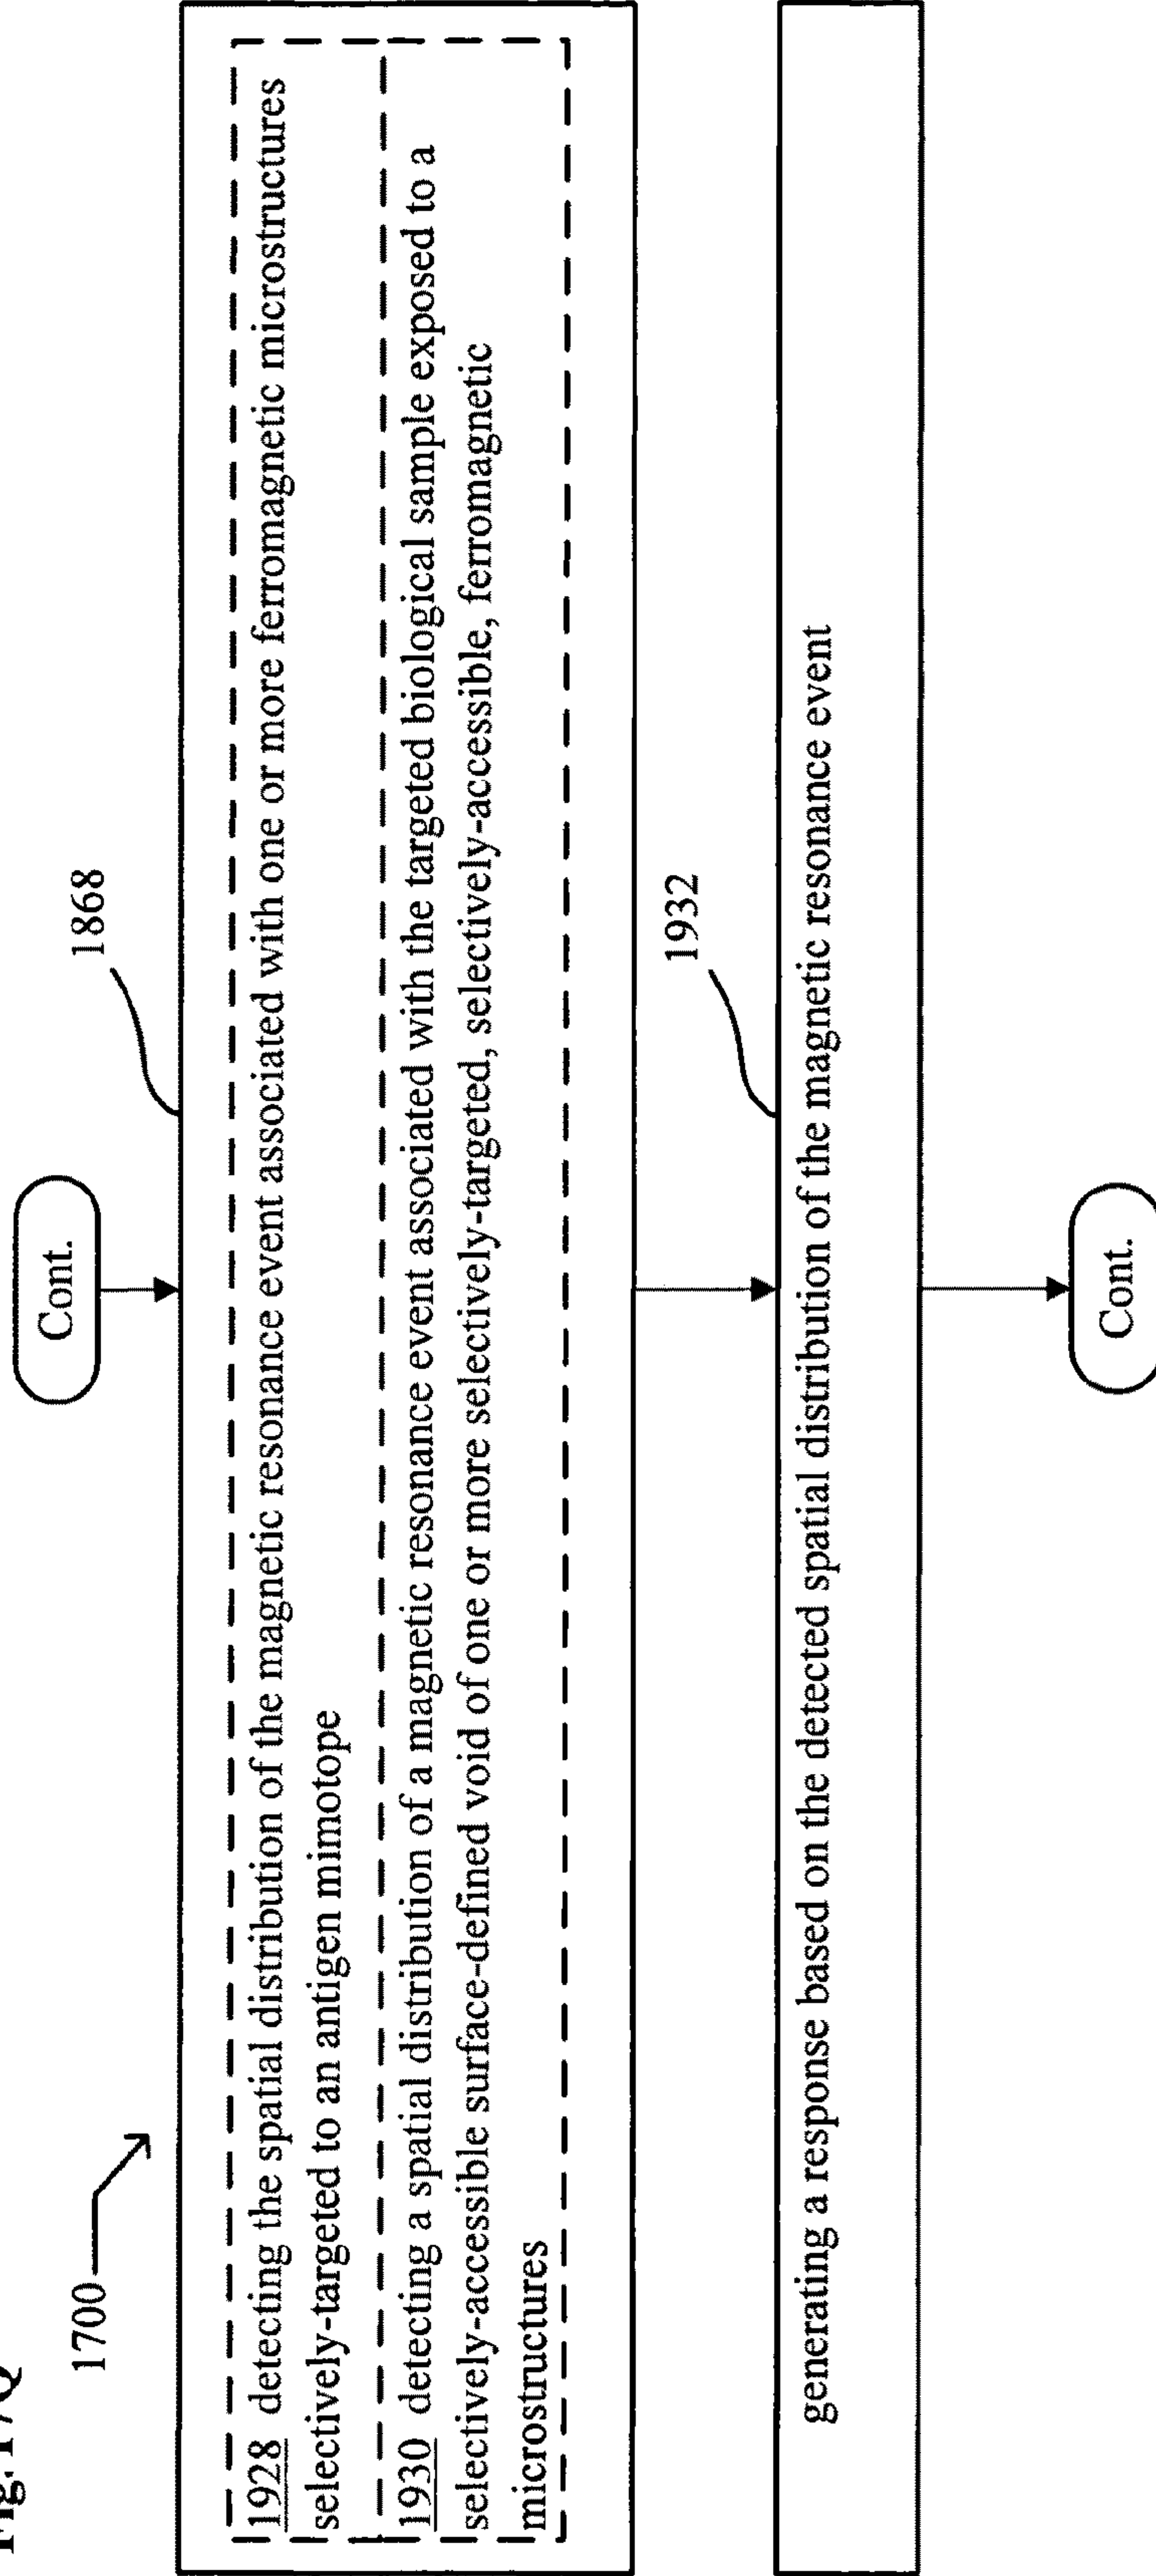 Fig.17Q
1700
Cont.
1868
1928 detecting the spatial distribution of the magnetic resonance event associated with one or more ferromagnetic microstructures
selectively-targeted to an antigen mimotope
1930 detecting a spatial distribution of a magnetic resonance event associated with the targeted biological sample exposed to a
selectively-accessible surface-defined void of one or more selectively-targeted, selectively-accessible, ferromagnetic
microstructures
1932
generating a response based on the detected spatial distribution of the magnetic resonance event
Cont.